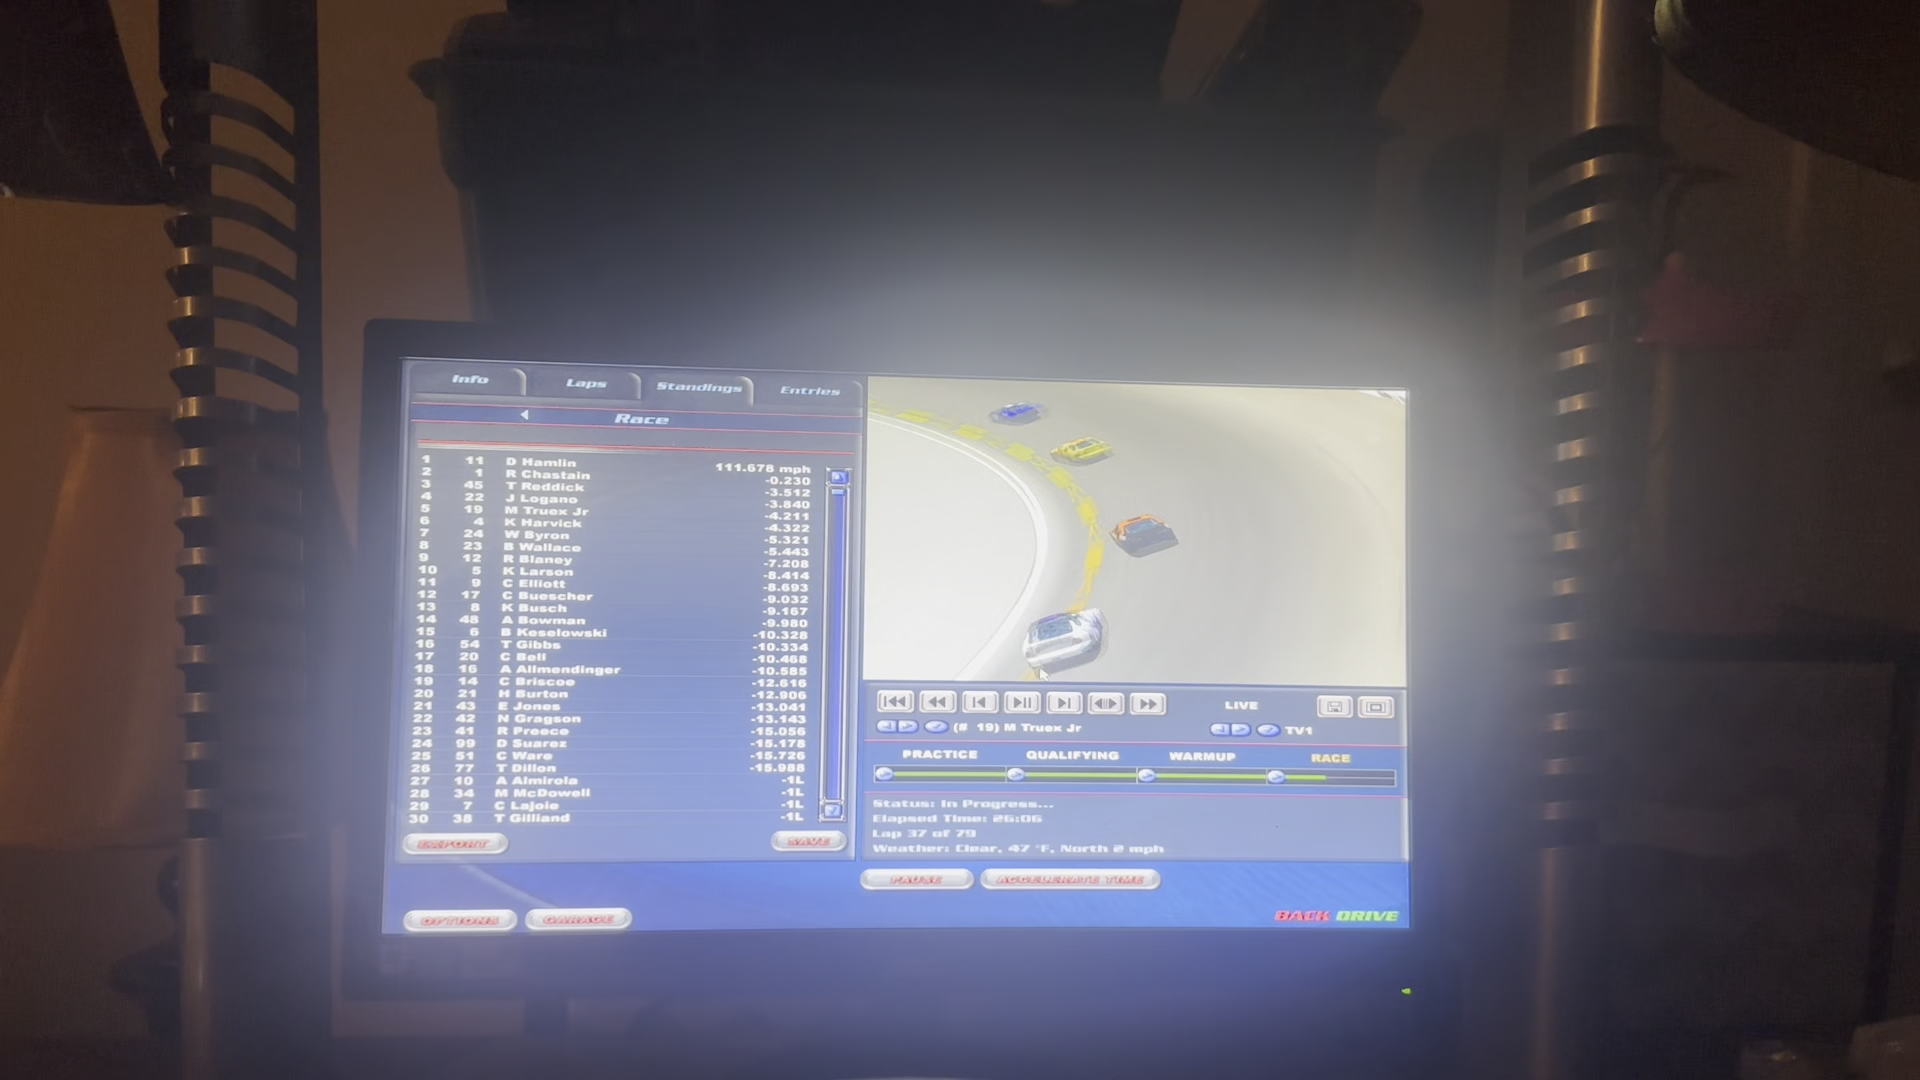 Info Laps Standings Entries
Race
1 11 D Hamlin 111.678 mph
2 1 R Chastain -0.230
3 45 T Reddick -3.512
4 22 J Logano -3.840
5 19 M Truex Jr -4.211
6 4 K Harvick -4.322
7 24 W Byron -5.321
8 23 B Wallace -5.443
9 12 R Blaney -7.208
10 5 K Larson -8.414
11 9 C Elliott -8.693
12 17 C Buescher -9.032
13 8 K Busch -9.167
14 48 A Bowman -9.980
15 6 B Keselowski -10.328
16 54 T Gibbs -10.334
17 20 C Bell -10.468
18 16 A Allmendinger -10.585
19 14 C Briscoe -12.616
20 21 H Burton -12.906
21 43 E Jones -13.041
22 42 N Gragson -13.143
23 41 R Preece -15.056
24 99 D Suarez -15.178
25 51 C Ware -15.726
26 77 T Dillon -15.988
27 10 A Almirola -1L
28 34 M McDowell -1L
29 7 C Lajoie -1L
30 38 T Gilliand -1L
EXPORT SAVE
OPTIONS GARAGE
LIVE
(# 19) M Truex Jr TV1
PRACTICE QUALIFYING WARMUP RACE
Status: In Progress...
Elapsed Time: 26:06
Lap 37 of 79
Weather: Clear, 47 °F, North 2 mph
PAUSE ACCELERATE TIME
BACK DRIVE